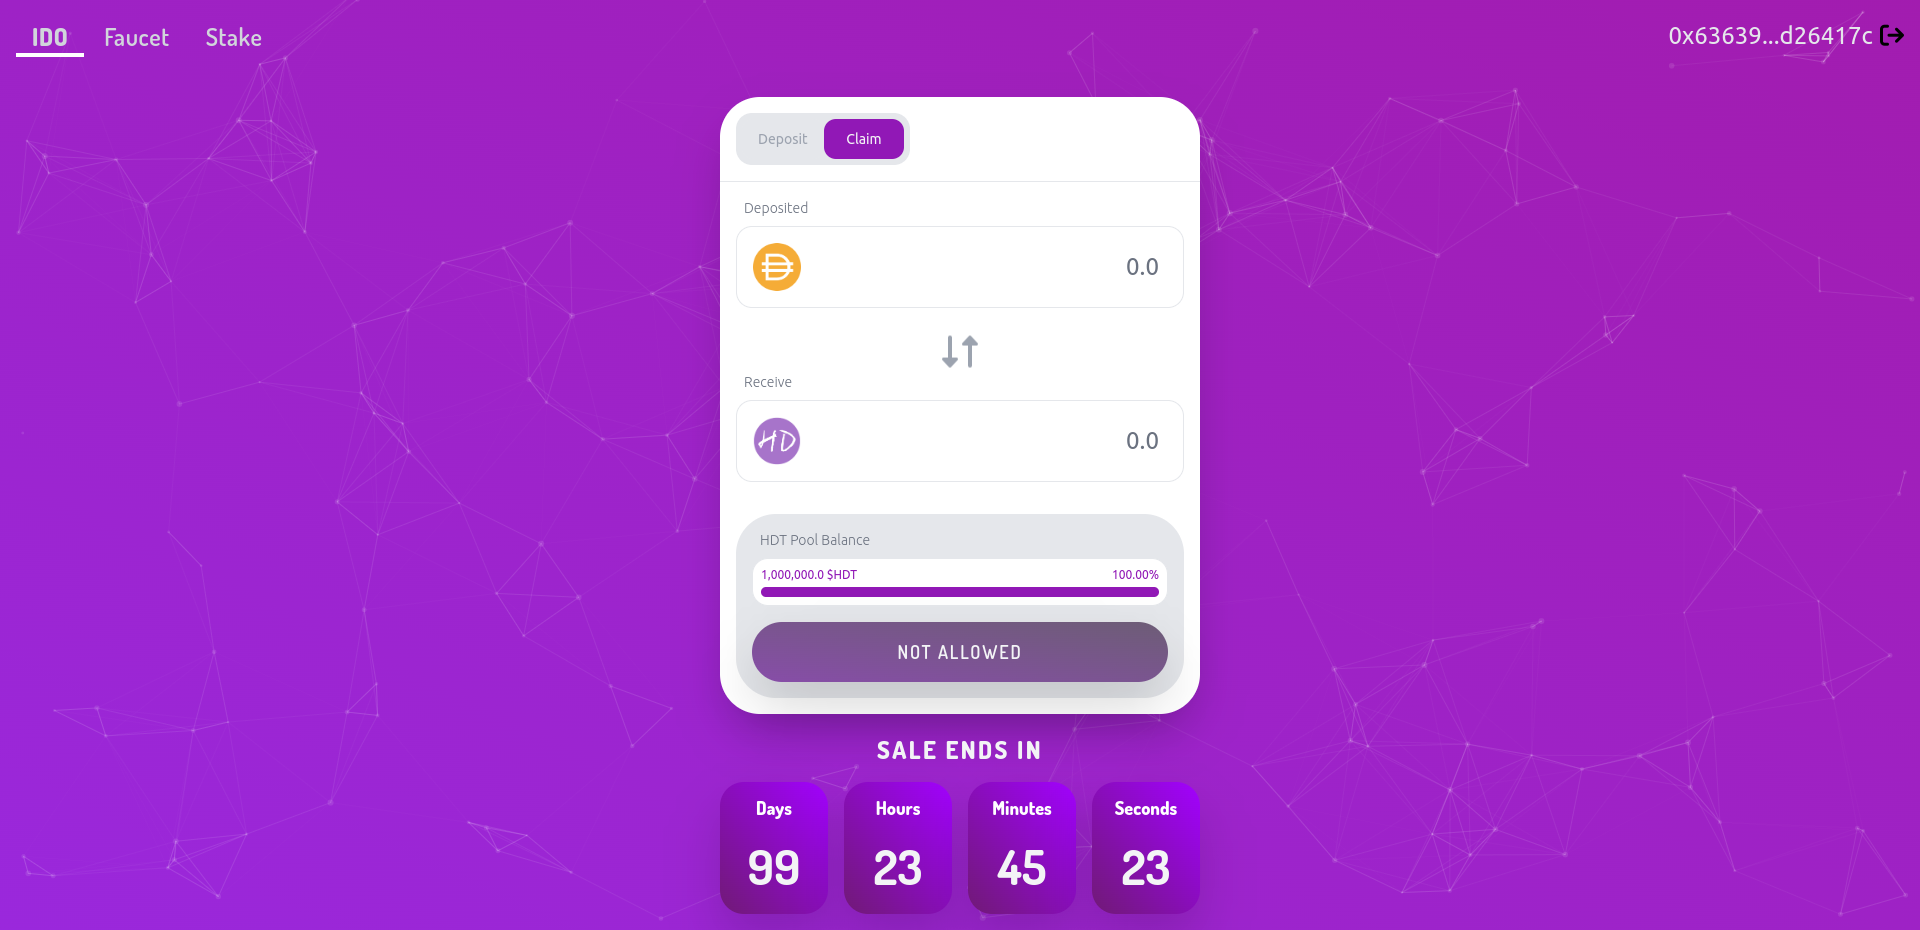 IDO Faucet Stake 0x63639...d26417c
Deposit Claim
Deposited
0.0
Receive
HD 0.0
HDT Pool Balance
1,000,000.0 $HDT 100.00%
NOT ALLOWED
SALE ENDS IN
Days Hours Minutes Seconds
99 23 45 23